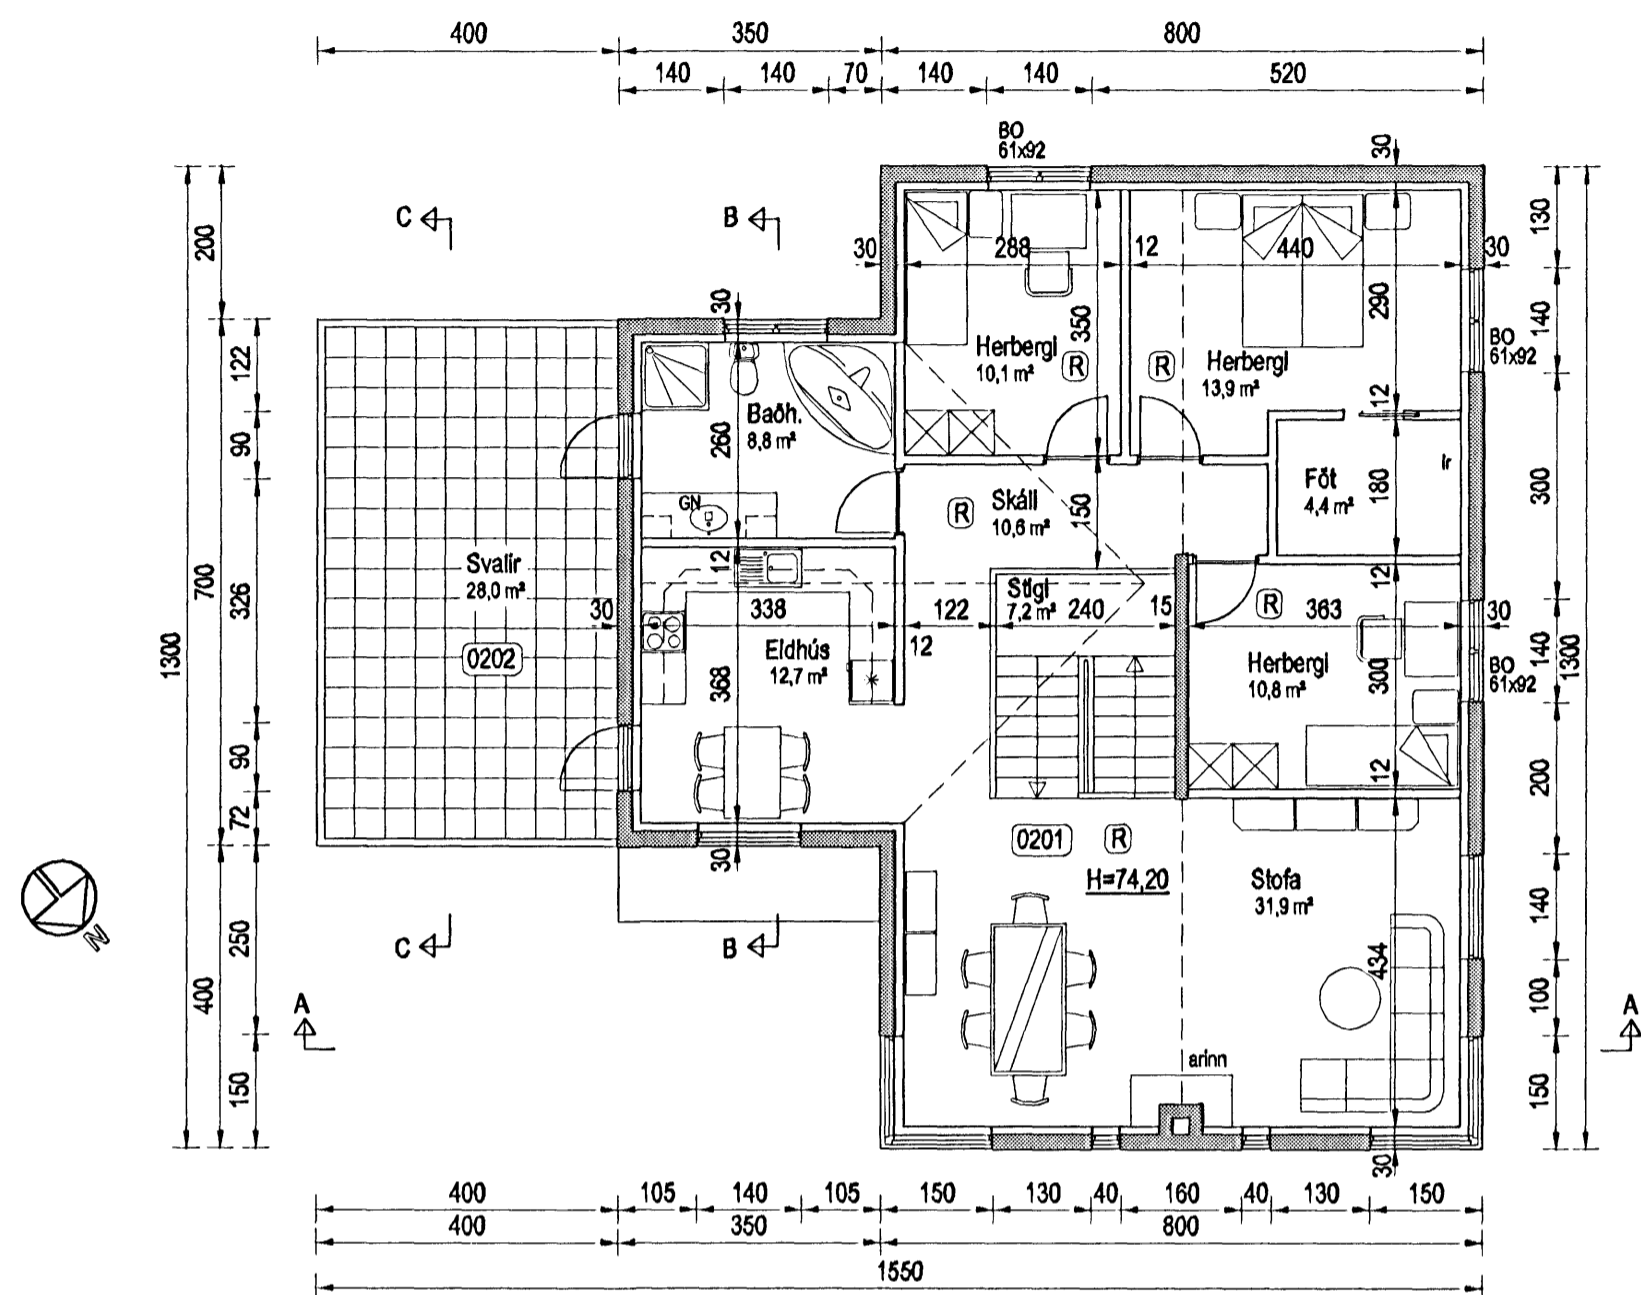 400 350 800
140 140 70 140 140 520
BO
61x92
30
C B
30 288 12 440 30
200 130
30 350 290 140
Herbergi
10,1 m²
R R
Herbergi
13,9 m²
BO
61x92
122
Baðh.
8,8 m²
260
12
90
GN
Skáli
10,6 m²
R
150
Föt
4,4 m²
180
ír
300
Svalir
28,0 m²
12
Stigi
7,2 m²
12
30 338 122 240 15 R 363 30
700 326
0202
Eldhús
12,7 m²
12
368
Herbergi
10,8 m²
300
BO
61x92
140
1300 1300
90 12 200
72
30
0201 R
H=74,20
Stofa
31,9 m²
N
C B
250 140
400
434
100
A A
arinn
150 150
30
400 105 140 105 150 130 40 160 40 130 150
400 350 800
1550